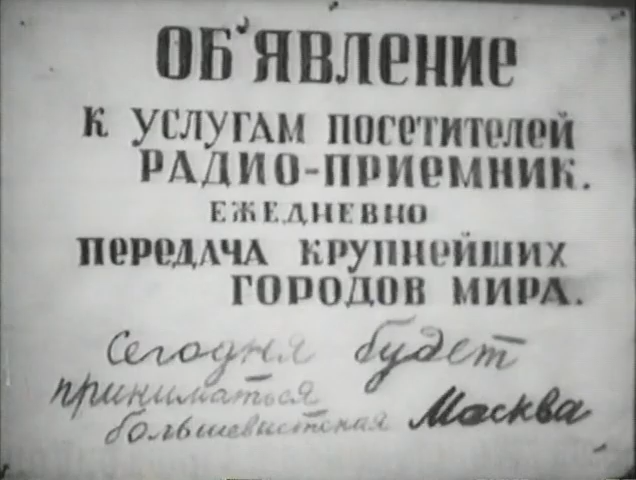 ОБ'ЯВЛЕНИЕ
К УСЛУГАМ ПОСЕТИТЕЛЕЙ
РАДИО-ПРИЕМНИК.
ЕЖЕДНЕВНО
ПЕРЕДАЧА КРУПНЕЙШИХ
ГОРОДОВ МИРА.
Сегодня будет
приниматься
большевистская Москва